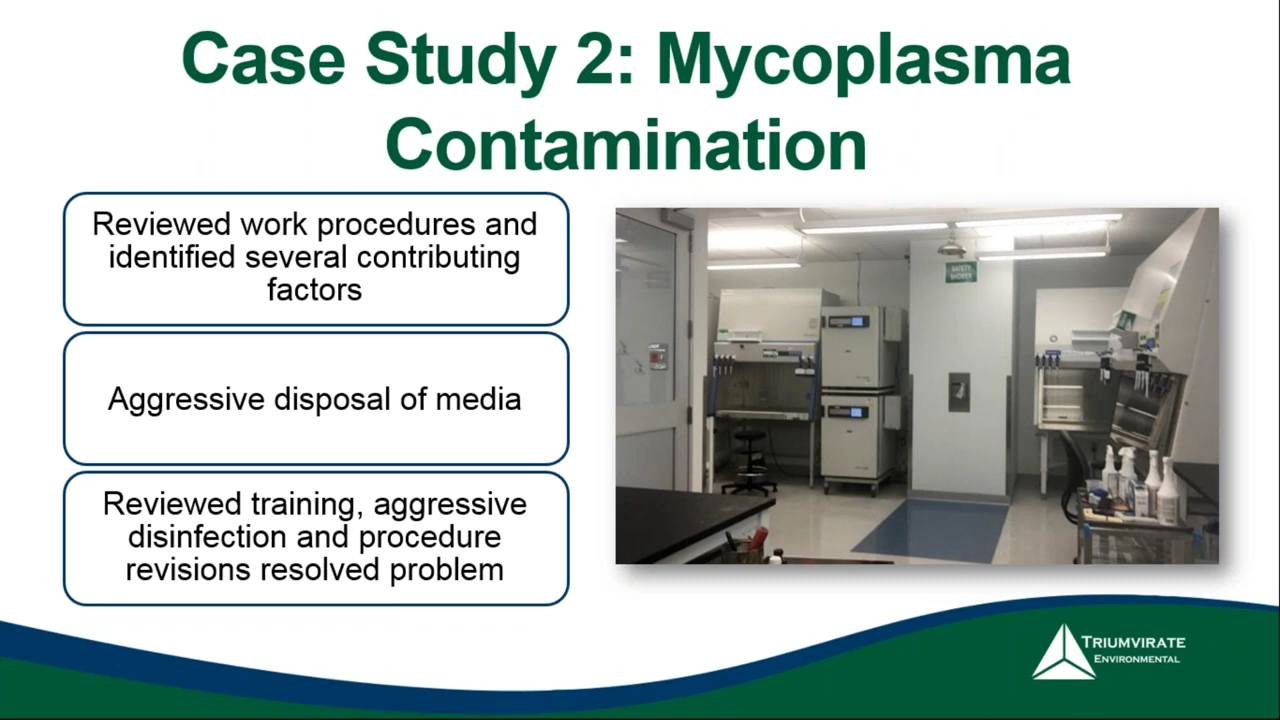 Case Study 2: Mycoplasma
Contamination
Reviewed work procedures and
identified several contributing
factors
Aggressive disposal of media
Reviewed training, aggressive
disinfection and procedure
revisions resolved problem
SAFETY
SHOWER
TRIUMVIRATE
ENVIRONMENTAL